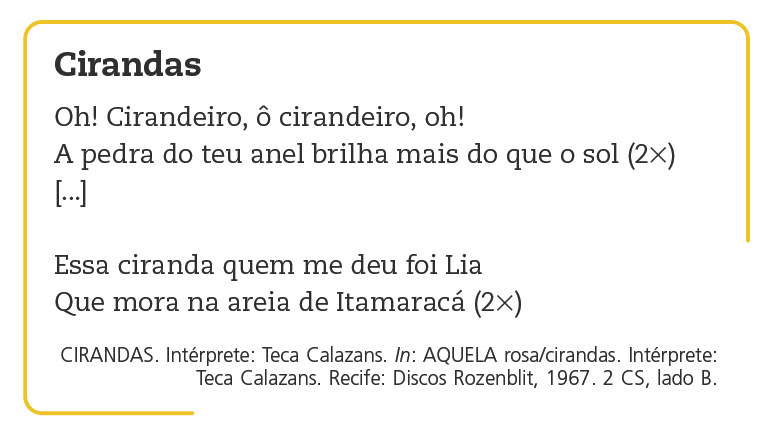 Cirandas
Oh! Cirandeiro, ô cirandeiro, oh!
A pedra do teu anel brilha mais do que o sol (2×)
[...]
Essa ciranda quem me deu foi Lia
Que mora na areia de Itamaracá (2×)
CIRANDAS. Intérprete: Teca Calazans. In: AQUELA rosa/cirandas. Intérprete:
Teca Calazans. Recife: Discos Rozenblit, 1967. 2 CS, lado B.